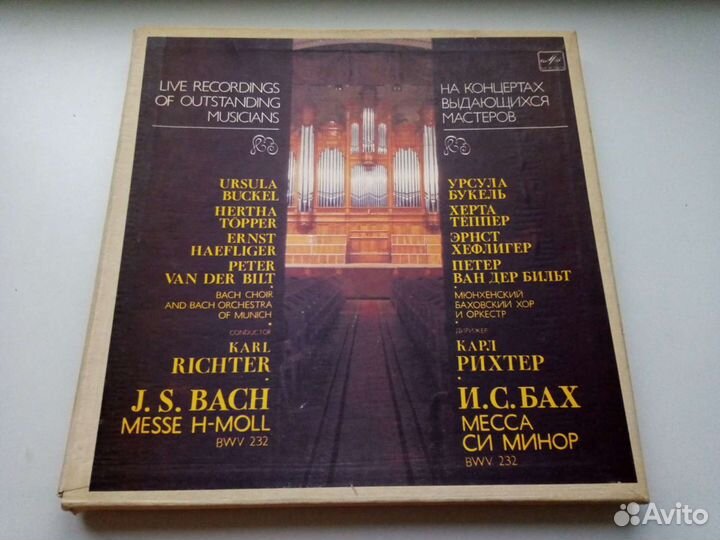 LIVE RECORDINGS
OF OUTSTANDING
MUSICIANS
URSULA
BUCKEL
HERTHA
TÖPPER
ERNST
HAEFLIGER
PETER
VAN DER BILT
BACH CHOIR
AND BACH ORCHESTRA
OF MUNICH
CONDUCTOR
KARL
RICHTER
J. S. BACH
MESSE H-MOLL
BWV 232
НА КОНЦЕРТАХ
ВЫДАЮЩИХСЯ
МАСТЕРОВ
УРСУЛА
БУКЕЛЬ
ХЕРТА
ТЕППЕР
ЭРНСТ
ХЕФЛИГЕР
ПЕТЕР
ВАН ДЕР БИЛЬТ
МЮНХЕНСКИЙ
БАХОВСКИЙ ХОР
И ОРКЕСТР
ДИРИЖЕР
КАРЛ
РИХТЕР
И.С. БАХ
МЕССА
СИ МИНОР
BWV 232
Avito